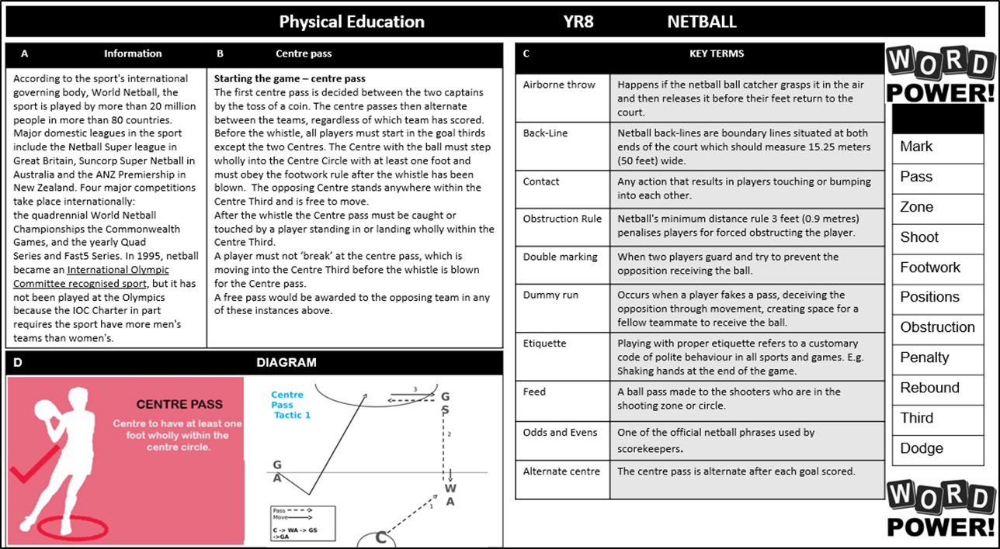 Physical Education YR8 NETBALL
A Information
According to the sport's international
governing body, World Netball, the
sport is played by more than 20 million
people in more than 80 countries.
Major domestic leagues in the sport
include the Netball Super league in
Great Britain, Suncorp Super Netball in
Australia and the ANZ Premiership in
New Zealand. Four major competitions
take place internationally:
the quadrennial World Netball
Championships the Commonwealth
Games, and the yearly Quad
Series and Fast5 Series. In 1995, netball
became an International Olympic
Committee recognised sport, but it has
not been played at the Olympics
because the IOC Charter in part
requires the sport have more men's
teams than women's.
B Centre pass
Starting the game – centre pass
The first centre pass is decided between the two captains
by the toss of a coin. The centre passes then alternate
between the teams, regardless of which team has scored.
Before the whistle, all players must start in the goal thirds
except the two Centres. The Centre with the ball must step
wholly into the Centre Circle with at least one foot and
must obey the footwork rule after the whistle has been
blown. The opposing Centre stands anywhere within the
Centre Third and is free to move.
After the whistle the Centre pass must be caught or
touched by a player standing in or landing wholly within the
Centre Third.
A player must not ‘break’ at the centre pass, which is
moving into the Centre Third before the whistle is blown
for the Centre pass.
A free pass would be awarded to the opposing team in any
of these instances above.
C KEY TERMS
Airborne throw
Happens if the netball ball catcher grasps it in the air
and then releases it before their feet return to the
court.
Back-Line
Netball back-lines are boundary lines situated at both
ends of the court which should measure 15.25 meters
(50 feet) wide.
Contact
Any action that results in players touching or bumping
into each other.
Obstruction Rule
Netball's minimum distance rule 3 feet (0.9 metres)
penalises players for forced obstructing the player.
Double marking
When two players guard and try to prevent the
opposition receiving the ball.
Dummy run
Occurs when a player fakes a pass, deceiving the
opposition through movement, creating space for a
fellow teammate to receive the ball.
Etiquette
Playing with proper etiquette refers to a customary
code of polite behaviour in all sports and games. E.g.
Shaking hands at the end of the game.
Feed
A ball pass made to the shooters who are in the
shooting zone or circle.
Odds and Evens
One of the official netball phrases used by
scorekeepers.
Alternate centre
The centre pass is alternate after each goal scored.
WORD
POWER!
Mark
Pass
Zone
Shoot
Footwork
Positions
Obstruction
Penalty
Rebound
Third
Dodge
WORD
POWER!
D DIAGRAM
CENTRE PASS
Centre to have at least one
foot wholly within the
centre circle.
Centre
Pass
Tactic 1
3
G
S
2
G
A
W
A
1
C
Pass
Move
C -> WA -> GS
->GA